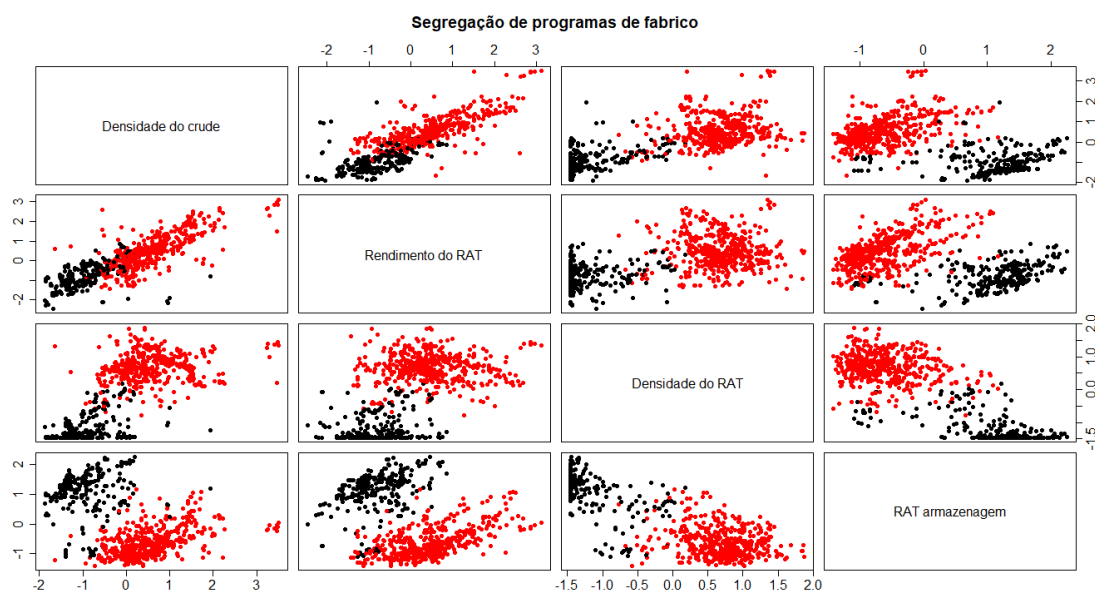 Segregação de programas de fabrico
-2 -1 0 1 2 3
-1 0 1 2
Densidade do crude
-2 0 1 2 3
-2 0 1 2 3
Rendimento do RAT
Densidade do RAT
-1.5 0.0 1.0 2.0
-1 0 1 2
RAT armazenagem
-2 -1 0 1 2 3
-1.5 -1.0 -0.5 0.0 0.5 1.0 1.5 2.0